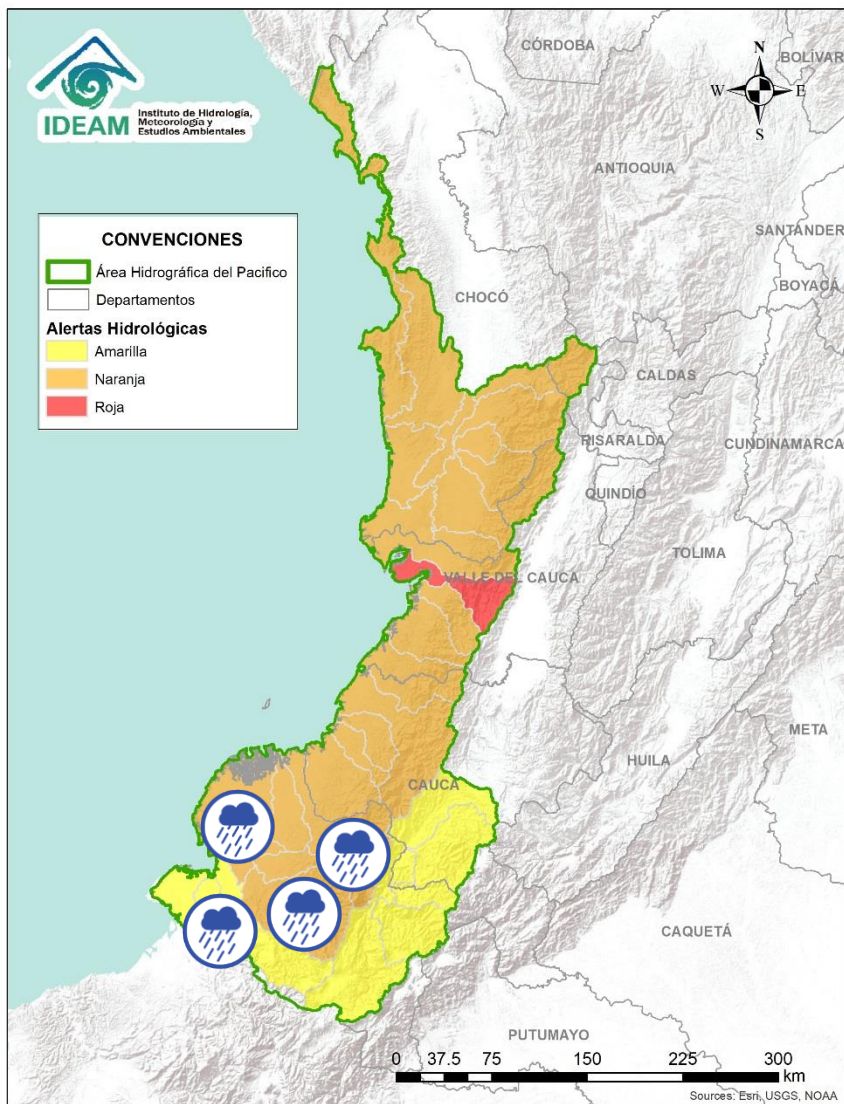 IDEAM
Instituto de Hidrología,
Meteorología y
Estudios Ambientales
CÓRDOBA
BOLÍVAR
N
W
E
S
ANTIOQUIA
SANTANDER
BOYACÁ
CONVENCIONES
Área Hidrográfica del Pacifico
Departamentos
Alertas Hidrológicas
Amarilla
Naranja
Roja
CHOCÓ
CALDAS
RISARALDA
CUNDINAMARCA
QUINDÍO
TOLIMA
VALLE DEL CAUCA
META
HUILA
CAUCA
CAQUETÁ
PUTUMAYO
0 37.5 75 150 225 300
km
Sources: Esri, USGS, NOAA